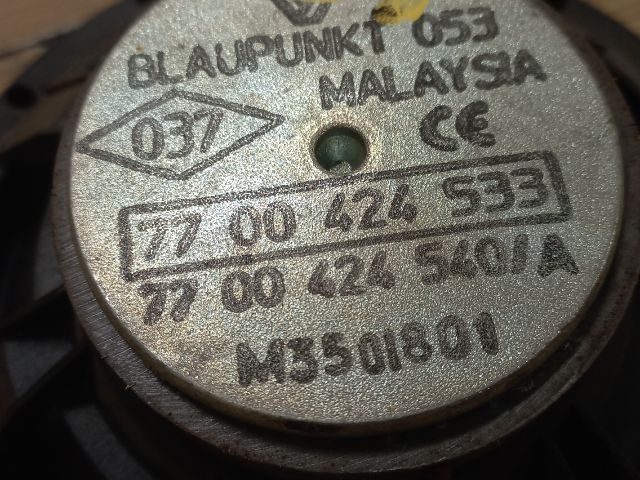 BLAUPUNKT 053
MALAYSIA
037
CE
77 00 424 533
77 00 424 540/A
M3501801